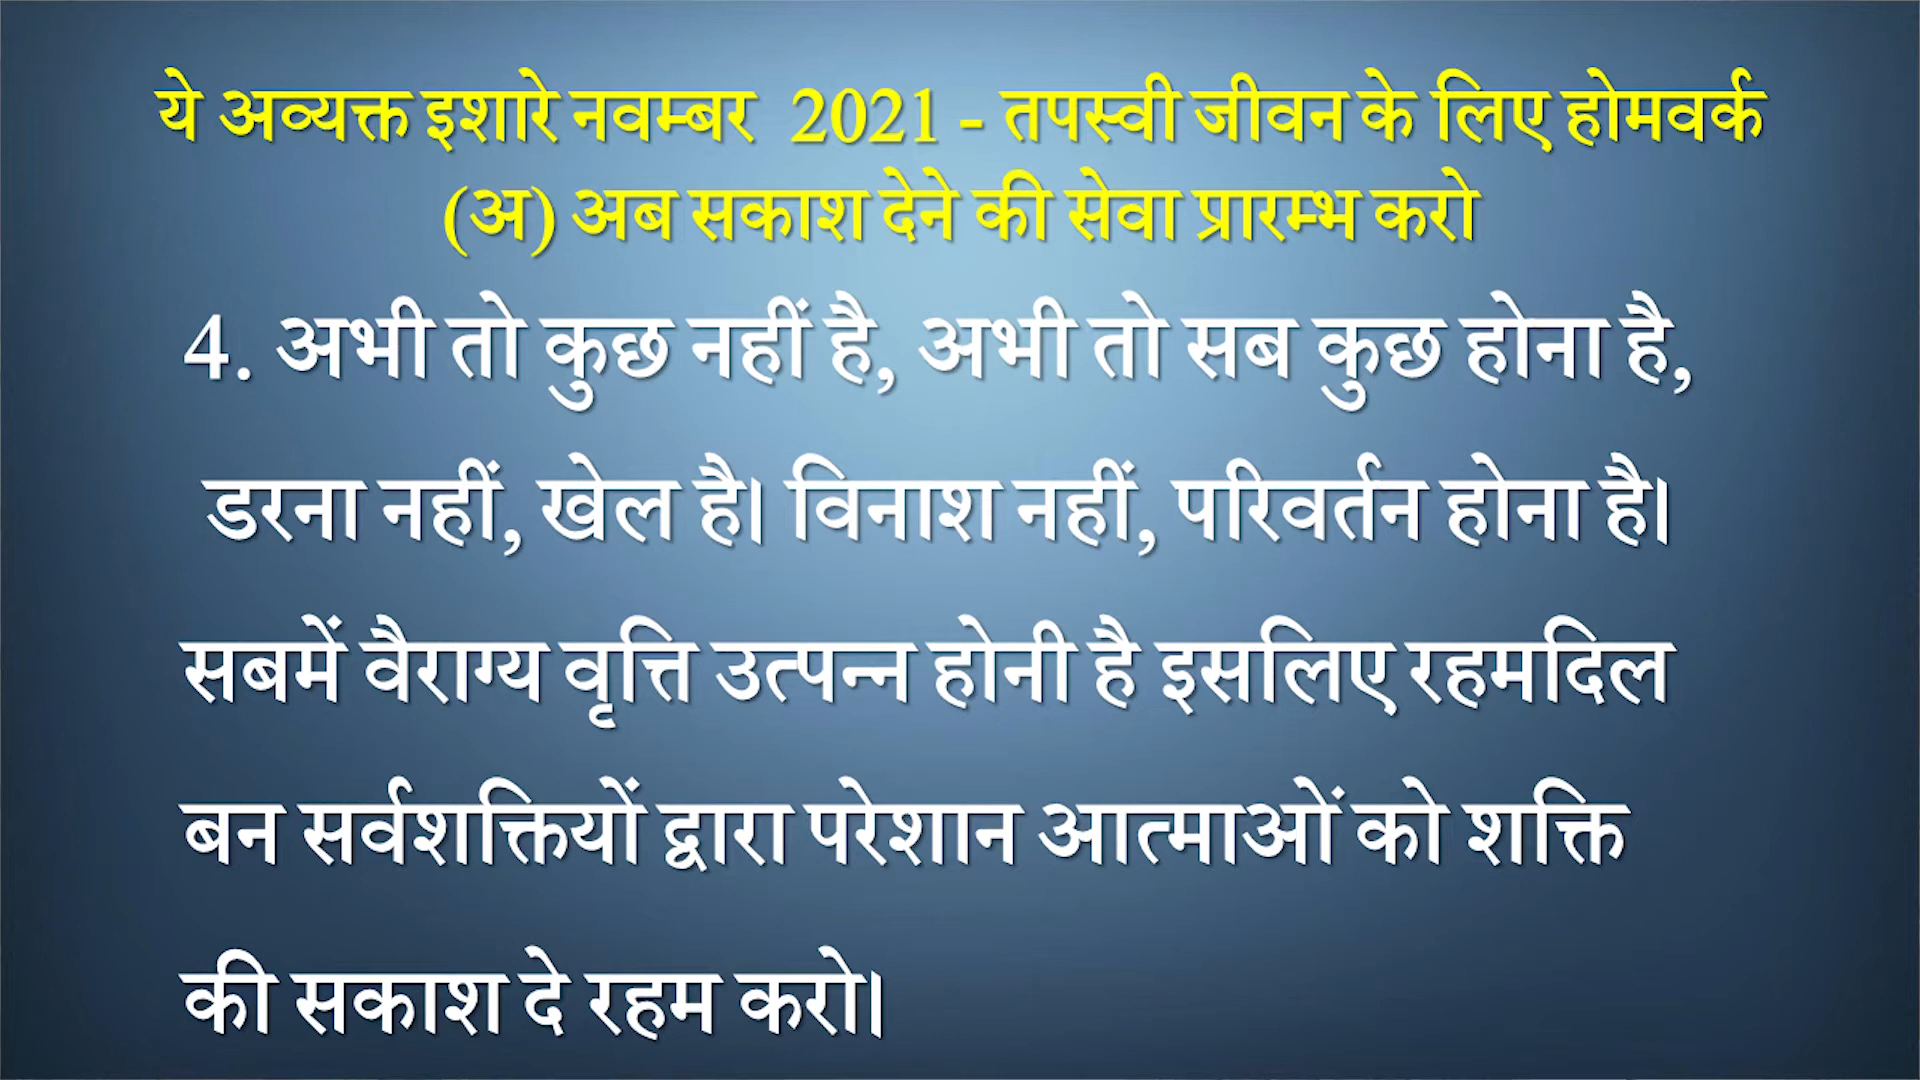 ये अव्यक्त इशारे नवम्बर 2021 - तपस्वी जीवन के लिए होमवर्क
(अ) अब सकाश देने की सेवा प्रारम्भ करो
4. अभी तो कुछ नहीं है, अभी तो सब कुछ होना है,
डरना नहीं, खेल है। विनाश नहीं, परिवर्तन होना है।
सबमें वैराग्य वृत्ति उत्पन्न होनी है इसलिए रहमदिल
बन सर्वशक्तियों द्वारा परेशान आत्माओं को शक्ति
की सकाश दे रहम करो।